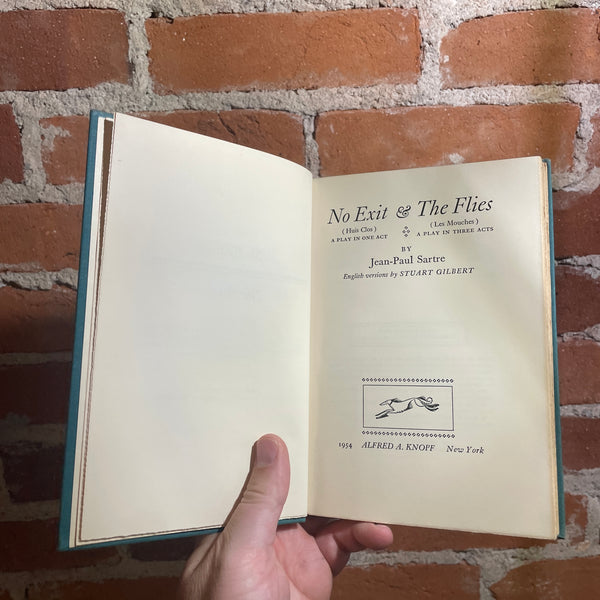 No Exit & The Flies
(Huis Clos) (Les Mouches)
A PLAY IN ONE ACT A PLAY IN THREE ACTS
BY
Jean-Paul Sartre
English versions by STUART GILBERT
1954 ALFRED A. KNOPF New York